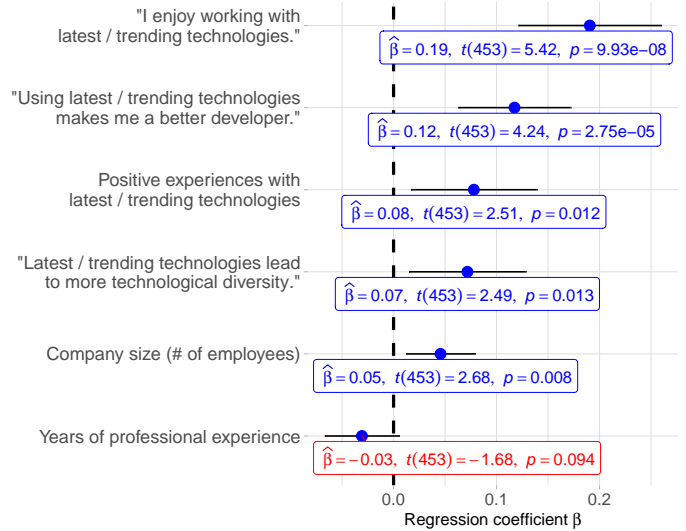 "I enjoy working with
latest / trending technologies."
β̂ = 0.19, t(453) = 5.42, p = 9.93e−08
"Using latest / trending technologies
makes me a better developer."
β̂ = 0.12, t(453) = 4.24, p = 2.75e−05
Positive experiences with
latest / trending technologies
β̂ = 0.08, t(453) = 2.51, p = 0.012
"Latest / trending technologies lead
to more technological diversity."
β̂ = 0.07, t(453) = 2.49, p = 0.013
Company size (# of employees)
β̂ = 0.05, t(453) = 2.68, p = 0.008
Years of professional experience
β̂ = −0.03, t(453) = −1.68, p = 0.094
0.0 0.1 0.2
Regression coefficient β